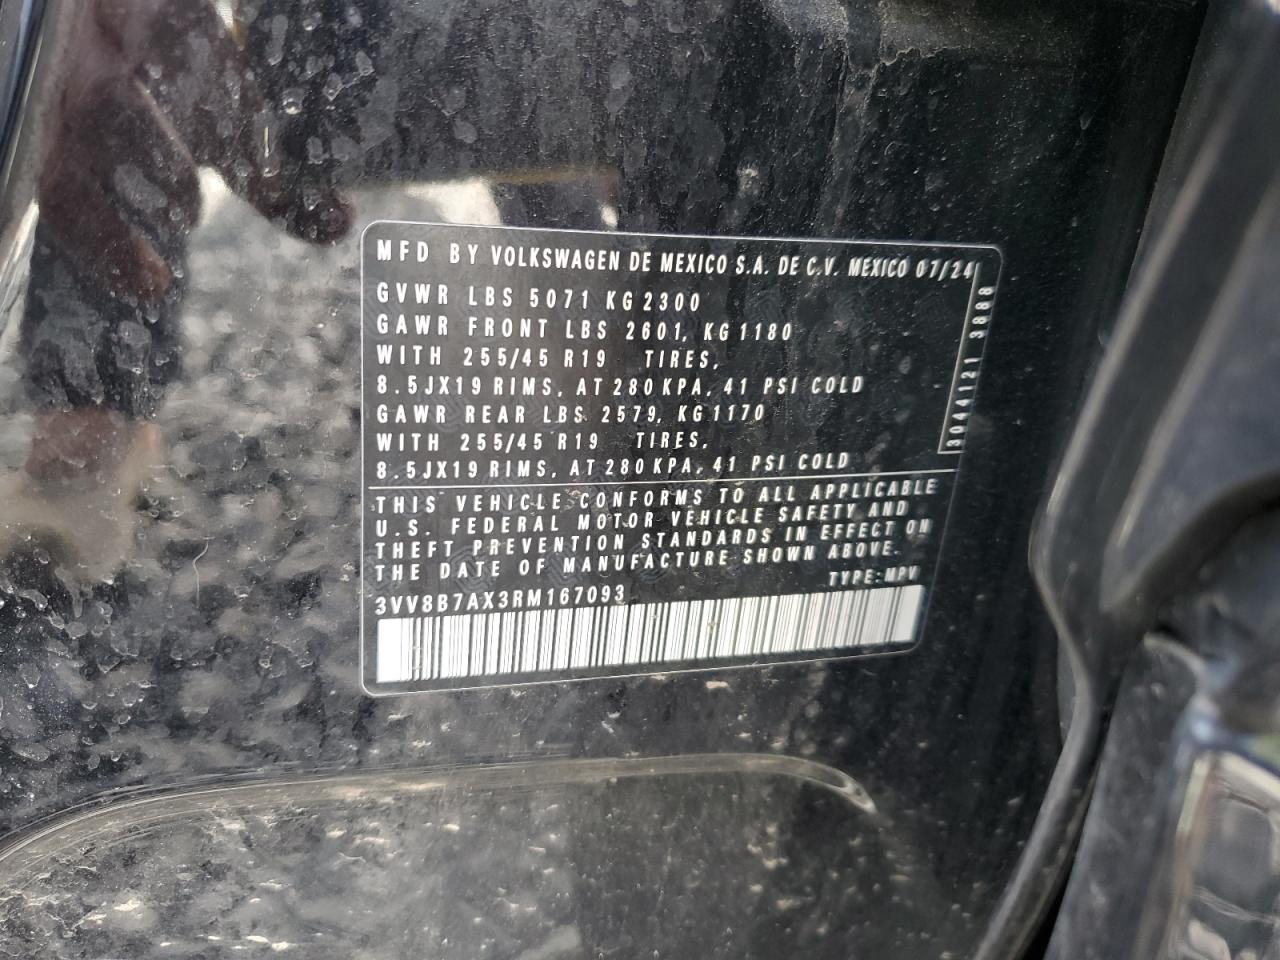 MFD BY VOLKSWAGEN DE MEXICO S.A. DE C.V. MEXICO 07/24
GVWR LBS 5071 KG 2300
GAWR FRONT LBS 2601, KG 1180
WITH 255/45 R19 TIRES,
8.5JX19 RIMS, AT 280 KPA, 41 PSI COLD
GAWR REAR LBS 2579, KG 1170
WITH 255/45 R19 TIRES,
8.5JX19 RIMS, AT 280 KPA, 41 PSI COLD
3044121 3888
THIS VEHICLE CONFORMS TO ALL APPLICABLE
U.S. FEDERAL MOTOR VEHICLE SAFETY AND
THEFT PREVENTION STANDARDS IN EFFECT ON
THE DATE OF MANUFACTURE SHOWN ABOVE.
3VV8B7AX3RM167093 TYPE:MPV